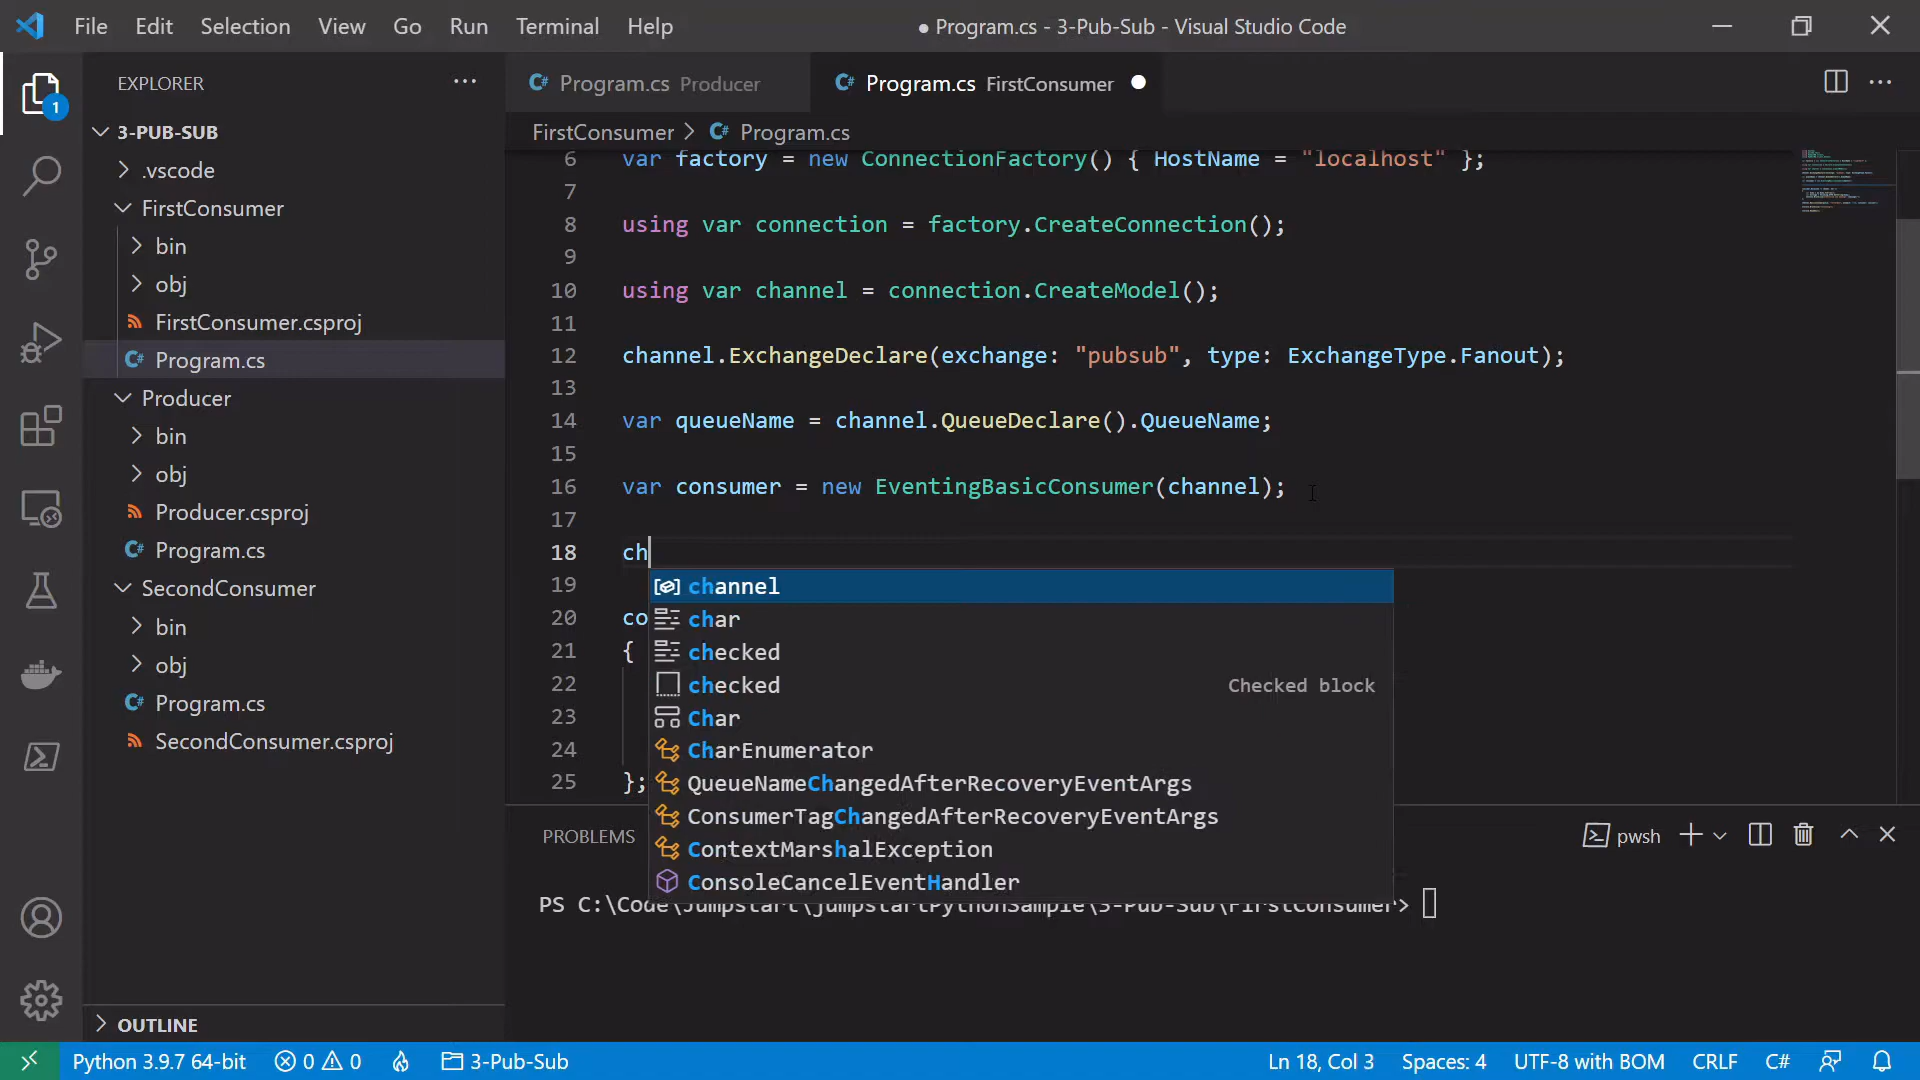 File Edit Selection View Go Run Terminal Help
● Program.cs - 3-Pub-Sub - Visual Studio Code
1
EXPLORER
3-PUB-SUB
.vscode
FirstConsumer
bin
obj
FirstConsumer.csproj
C# Program.cs
Producer
bin
obj
Producer.csproj
C# Program.cs
SecondConsumer
bin
obj
C# Program.cs
SecondConsumer.csproj
OUTLINE
C# Program.cs Producer
C# Program.cs FirstConsumer
FirstConsumer > C# Program.cs
6 var factory = new ConnectionFactory() { HostName = "localhost" };
7
8 using var connection = factory.CreateConnection();
9
10 using var channel = connection.CreateModel();
11
12 channel.ExchangeDeclare(exchange: "pubsub", type: ExchangeType.Fanout);
13
14 var queueName = channel.QueueDeclare().QueueName;
15
16 var consumer = new EventingBasicConsumer(channel);
17
18 ch
19
20 co
21 {
22
23
24
25 };
channel
char
checked
checked Checked block
Char
CharEnumerator
QueueNameChangedAfterRecoveryEventArgs
ConsumerTagChangedAfterRecoveryEventArgs
ContextMarshalException
ConsoleCancelEventHandler
PROBLEMS
pwsh
PS C:\Code\Jumpstart\jumpstartPythonSample\3-Pub-Sub\FirstConsumer>
Python 3.9.7 64-bit 0 0 3-Pub-Sub Ln 18, Col 3 Spaces: 4 UTF-8 with BOM CRLF C#